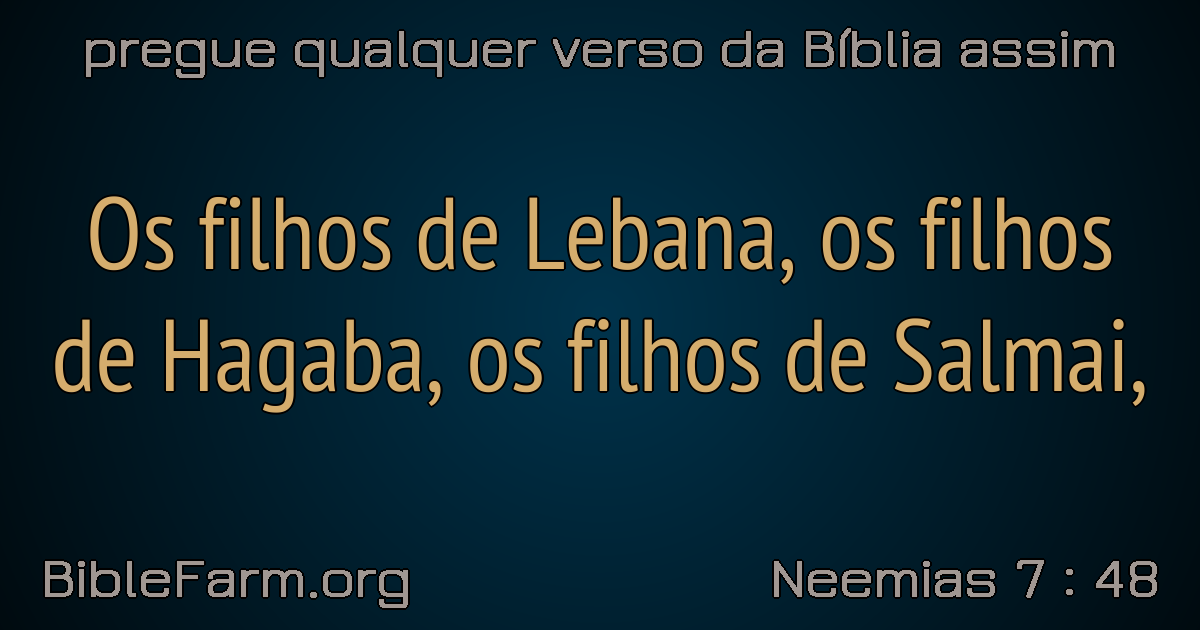 pregue qualquer verso da Bíblia assim
Os filhos de Lebana, os filhos
de Hagaba, os filhos de Salmai,
BibleFarm.org
Neemias 7 : 48